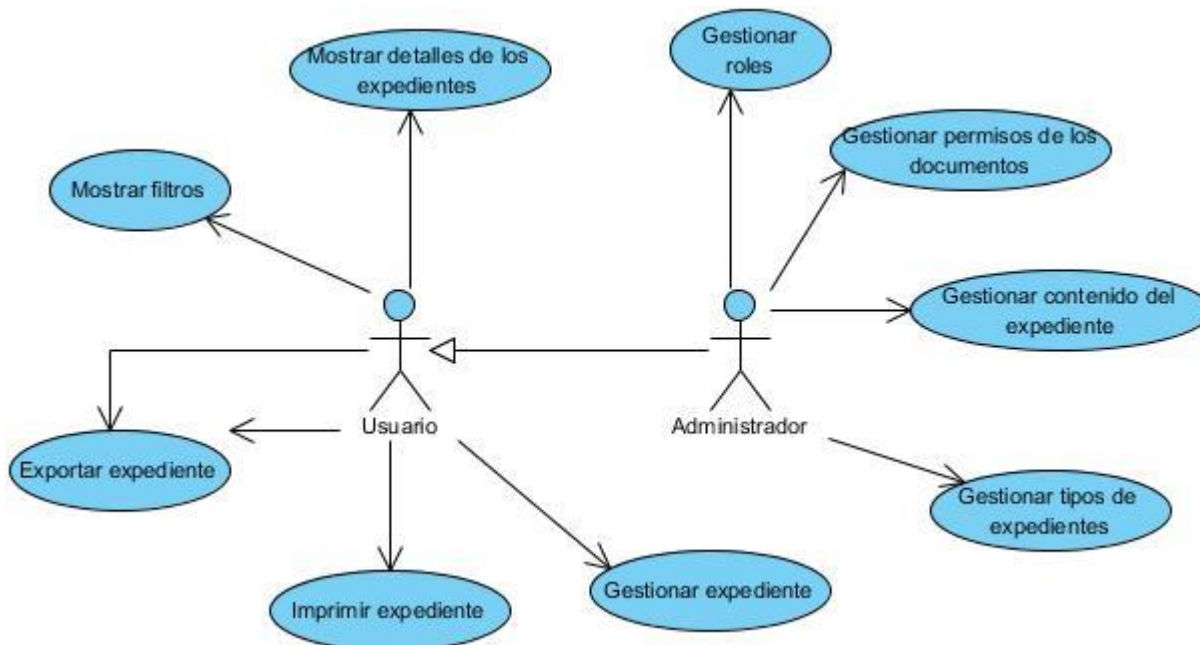 Mostrar detalles de los
expedientes
Gestionar
roles
Gestionar permisos de los
documentos
Mostrar filtros
Gestionar contenido del
expediente
Usuario
Administrador
Exportar expediente
Gestionar tipos de
expedientes
Imprimir expediente
Gestionar expediente